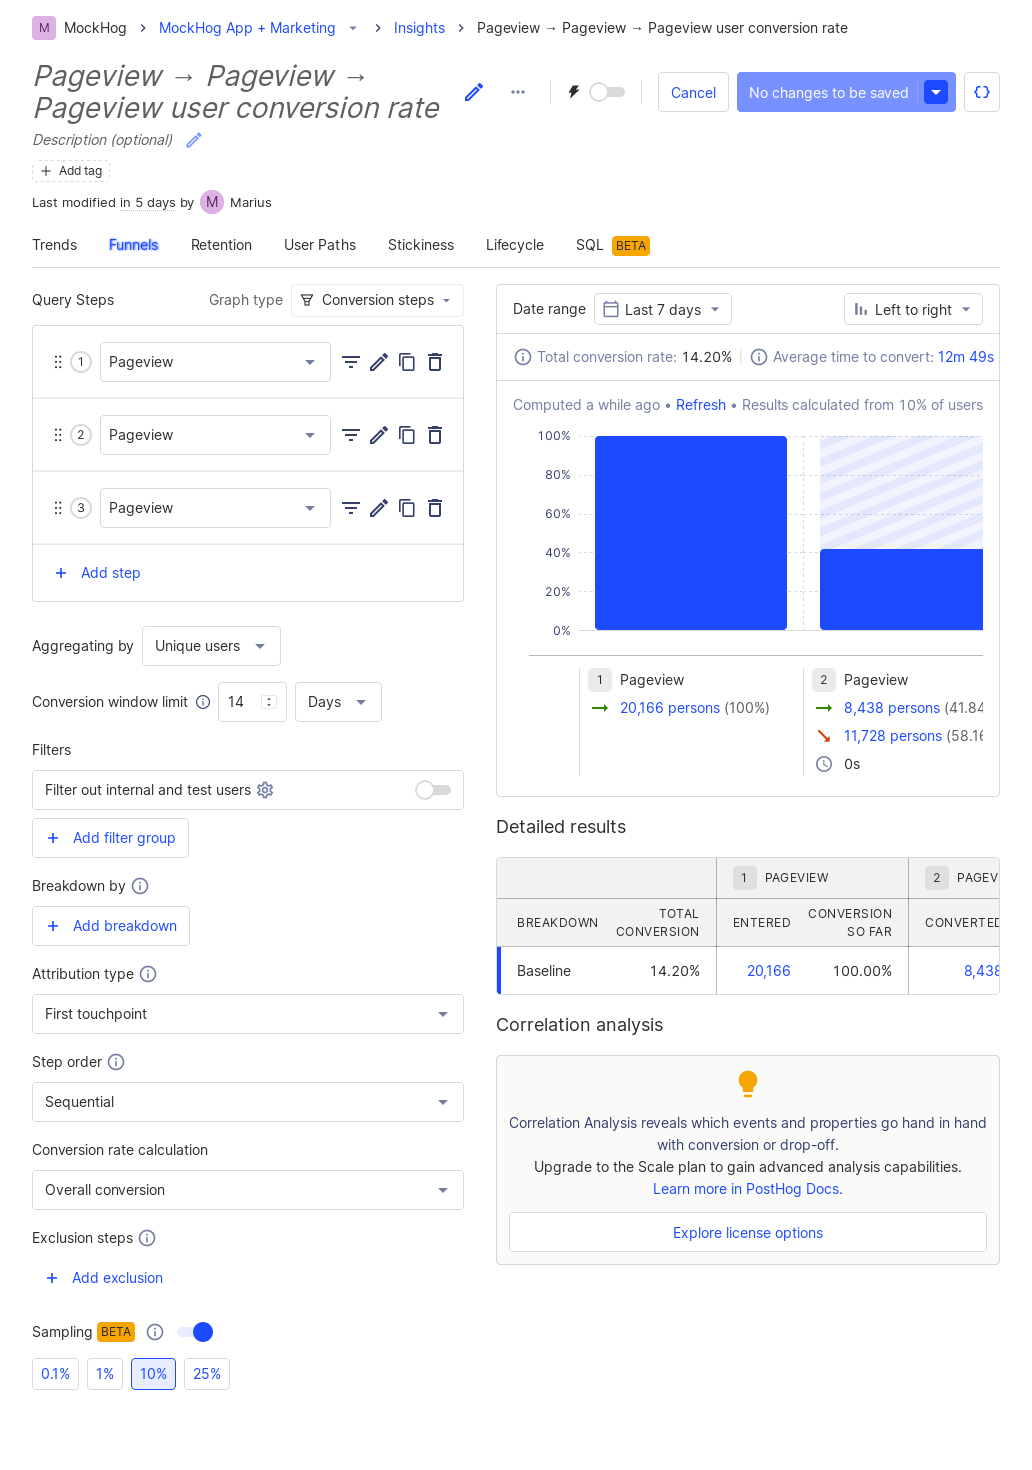 M MockHog MockHog App + Marketing Insights Pageview → Pageview → Pageview user conversion rate
Pageview → Pageview →
Pageview user conversion rate
Cancel No changes to be saved
Description (optional)
Add tag
Last modified in 5 days by M Marius
Trends Funnels Retention User Paths Stickiness Lifecycle SQL BETA
Query Steps Graph type Conversion steps
1 Pageview
2 Pageview
3 Pageview
Add step
Aggregating by Unique users
Conversion window limit 14 Days
Filters
Filter out internal and test users
Add filter group
Breakdown by
Add breakdown
Attribution type
First touchpoint
Step order
Sequential
Conversion rate calculation
Overall conversion
Exclusion steps
Add exclusion
Sampling BETA
0.1% 1% 10% 25%
Date range Last 7 days Left to right
Total conversion rate: 14.20% Average time to convert: 12m 49s
Computed a while ago • Refresh • Results calculated from 10% of users
100%
80%
60%
40%
20%
0%
1 Pageview
20,166 persons (100%)
2 Pageview
8,438 persons (41.84
11,728 persons (58.16
0s
Detailed results
1 PAGEVIEW 2 PAGEV
BREAKDOWN TOTAL CONVERSION ENTERED CONVERSION SO FAR CONVERTED
Baseline 14.20% 20,166 100.00% 8,438
Correlation analysis
Correlation Analysis reveals which events and properties go hand in hand
with conversion or drop-off.
Upgrade to the Scale plan to gain advanced analysis capabilities.
Learn more in PostHog Docs.
Explore license options